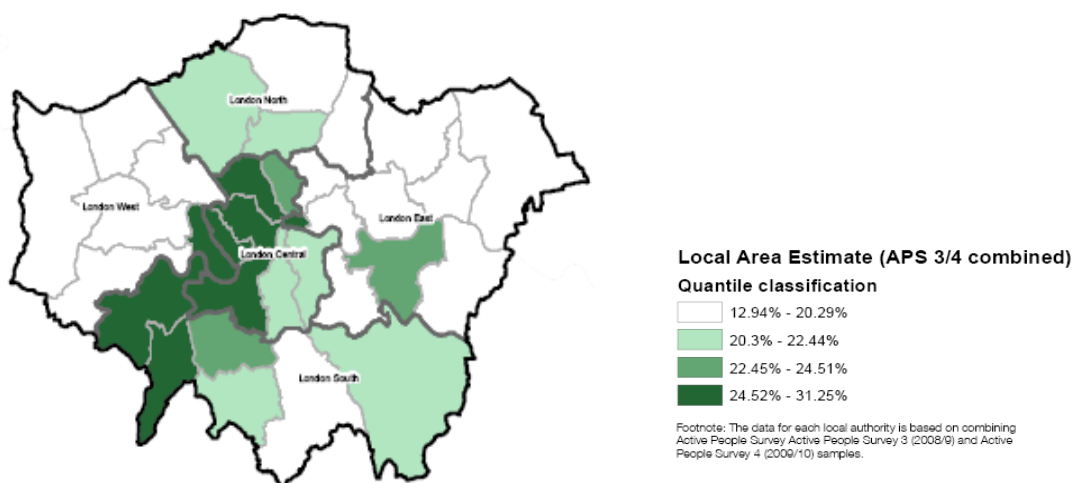 London North
London West
London East
London Central
London South
Local Area Estimate (APS 3/4 combined)
Quantile classification
12.94% - 20.29%
20.3% - 22.44%
22.45% - 24.51%
24.52% - 31.25%
Footnote: The data for each local authority is based on combining
Active People Survey Active People Survey 3 (2008/9) and Active
People Survey 4 (2009/10) samples.